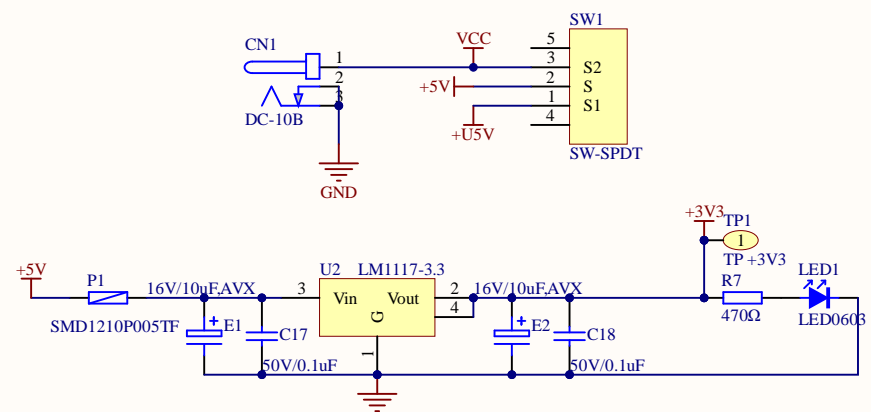 SW1
CN1
VCC
5
1
3
S2
2
+5V
2
S
3
1
S1
DC-10B
+U5V
4
SW-SPDT
GND
+3V3
TP1
1
TP +3V3
+5V
P1
16V/10uF,AVX
U2
LM1117-3.3
3
Vin
Vout
G
1
2
4
16V/10uF,AVX
R7
LED1
SMD1210P005TF
E1
C17
E2
C18
470Ω
LED0603
50V/0.1uF
50V/0.1uF